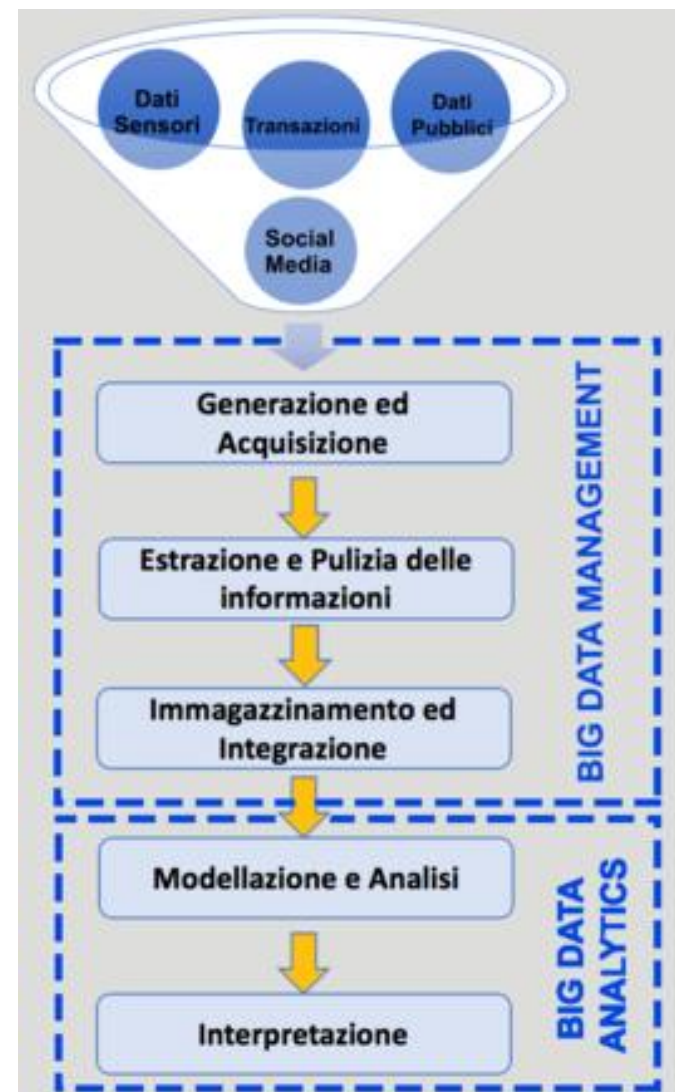 Dati
Sensori
Transazioni
Dati
Pubblici
Social
Media
Generazione ed
Acquisizione
Estrazione e Pulizia delle
informazioni
Immagazzinamento ed
Integrazione
BIG DATA MANAGEMENT
Modellazione e Analisi
Interpretazione
BIG DATA
ANALYTICS